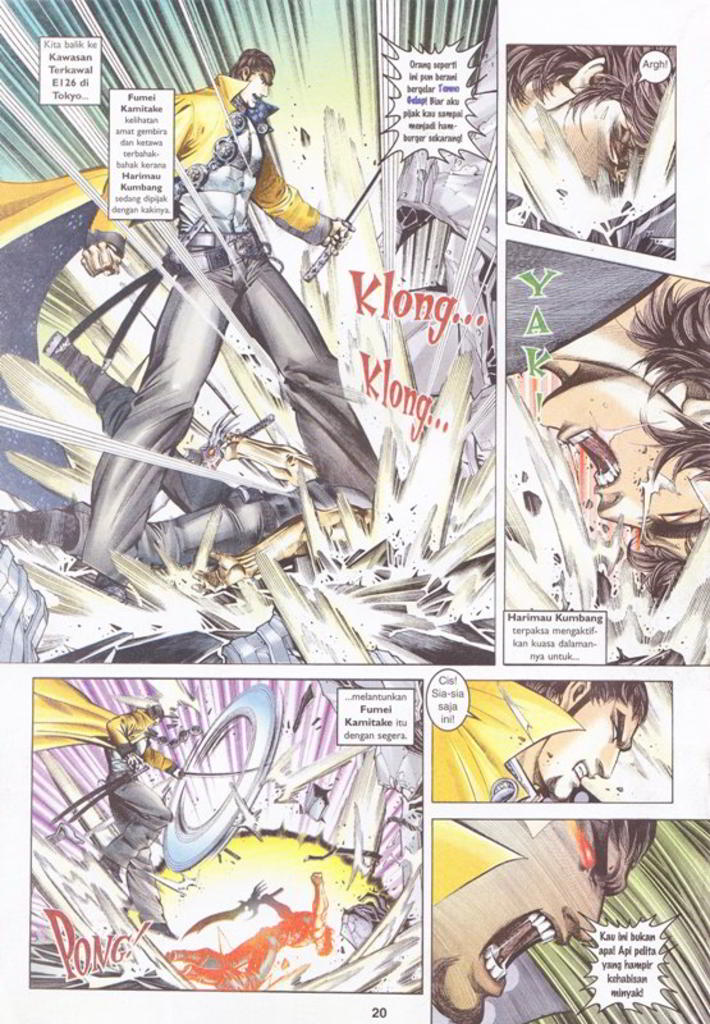 Kita balik ke
Kawasan
Terkawal
E126 di
Tokyo...
Fumei
Kamitake
kelihatan
amat gembira
dan ketawa
terbahak-
bahak kerana
Harimau
Kumbang
sedang dipijak
dengan kakinya.
Orang seperti
ini pun berani
bergelar Tenno
Gelap! Biar aku
pijak kau sampai
menjadi ham-
burger sekarang!
Klong...
Klong...
Argh!
YAK!
Harimau Kumbang
terpaksa mengaktif-
kan kuasa dalaman-
nya untuk...
...melantunkan
Fumei
Kamitake itu
dengan segera.
PONG!
Cis!
Sia-sia
saja
ini!
Kau ini bukan
apa! Api pelita
yang hampir
kehabisan
minyak!
20